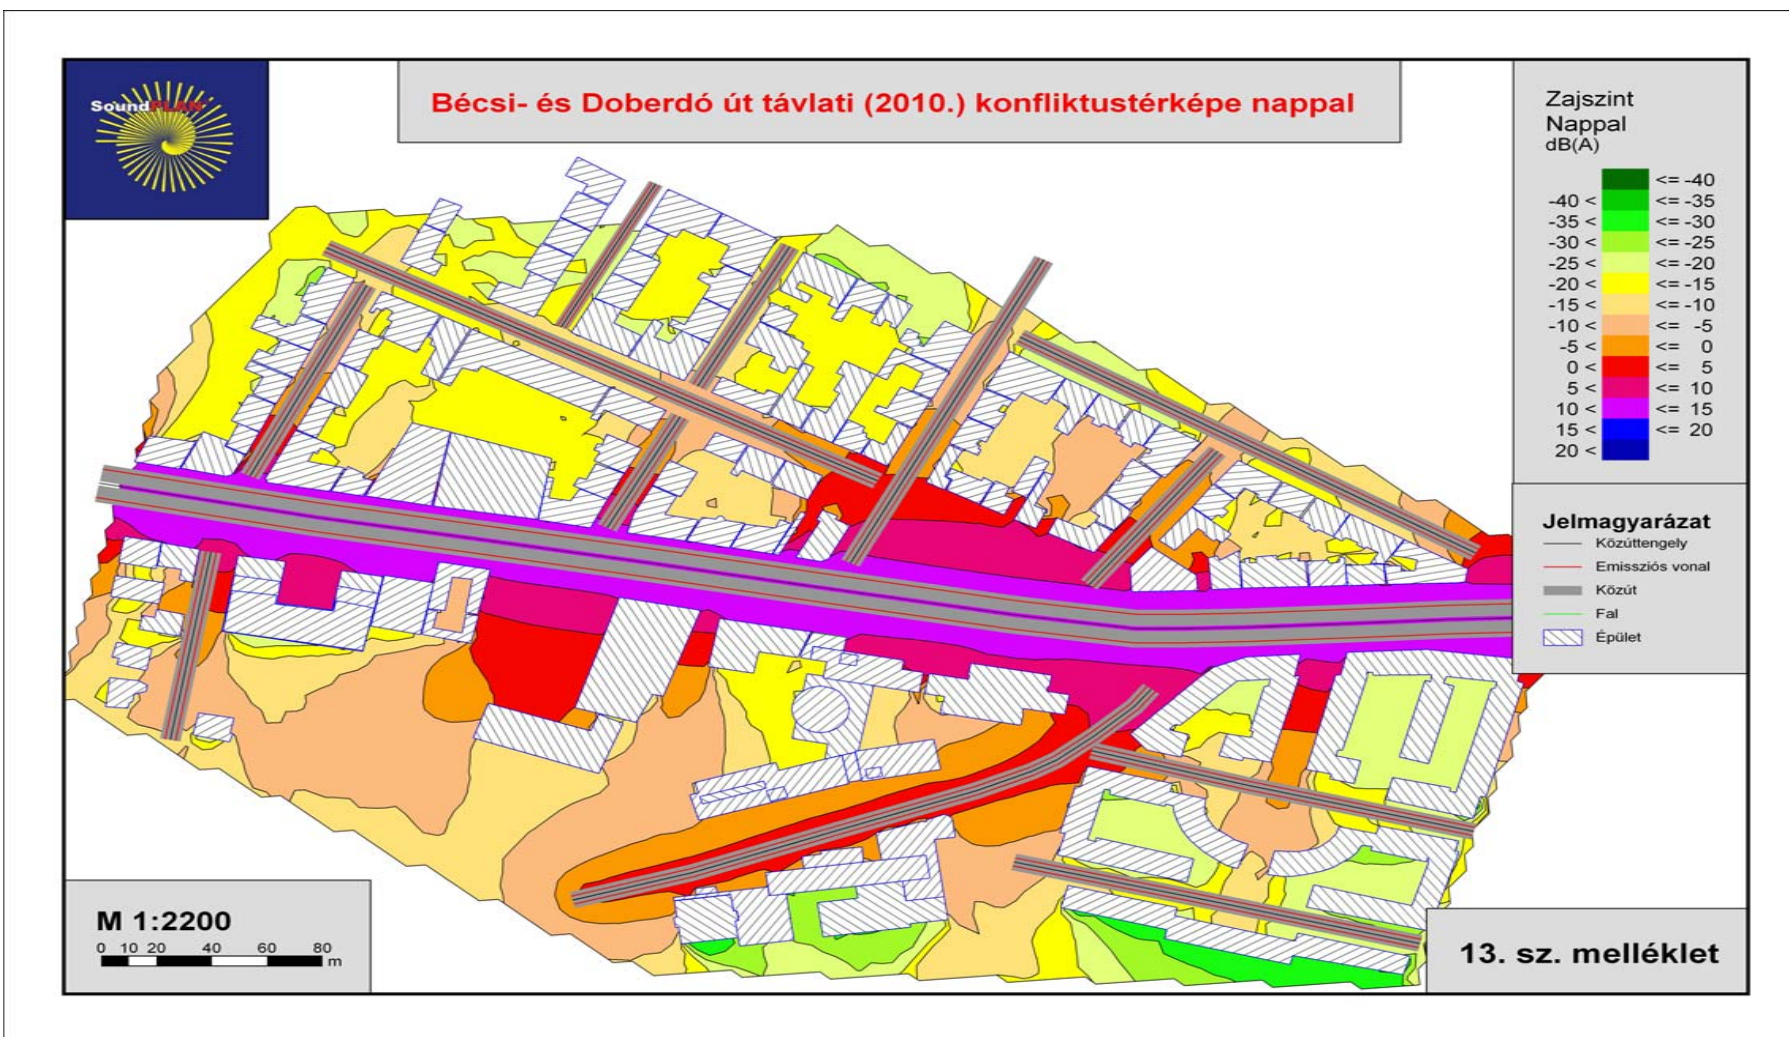 SoundPLAN
Bécsi- és Doberdó út távlati (2010.) konfliktustérképe nappal
Zajszint
Nappal
dB(A)
<= -40
-40 < <= -35
-35 < <= -30
-30 < <= -25
-25 < <= -20
-20 < <= -15
-15 < <= -10
-10 < <= -5
-5 < <= 0
0 < <= 5
5 < <= 10
10 < <= 15
15 < <= 20
20 <
Jelmagyarázat
Közúttengely
Emissziós vonal
Közút
Fal
Épület
M 1:2200
0 10 20 40 60 80
m
13. sz. melléklet